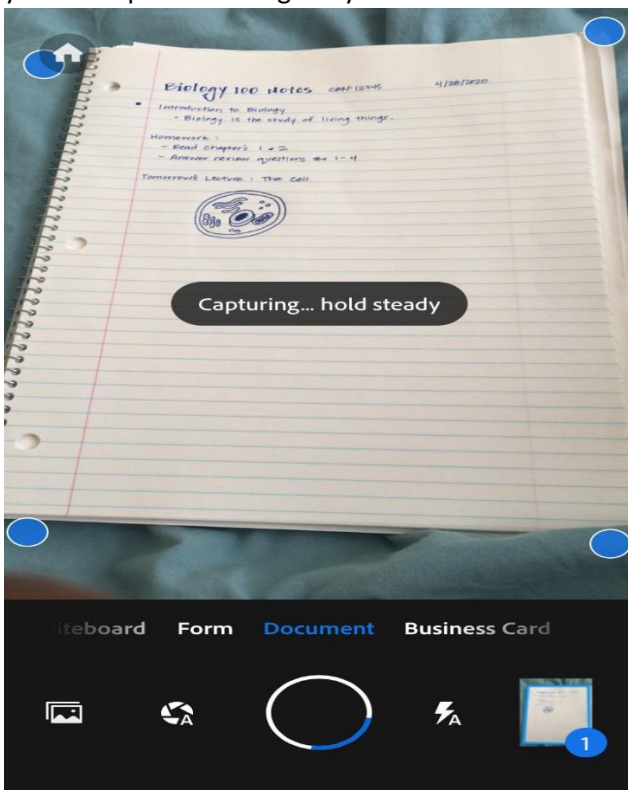 Biology 100 Notes CRN# 12345 4/28/2020
Introduction to Biology
- Biology is the study of living things.
Homework:
- Read chapters 1 & 2
- Answer review questions # 1-4
Tomorrow's Lecture: The Cell
Capturing... hold steady
iteboard Form Document Business Card
A A 1